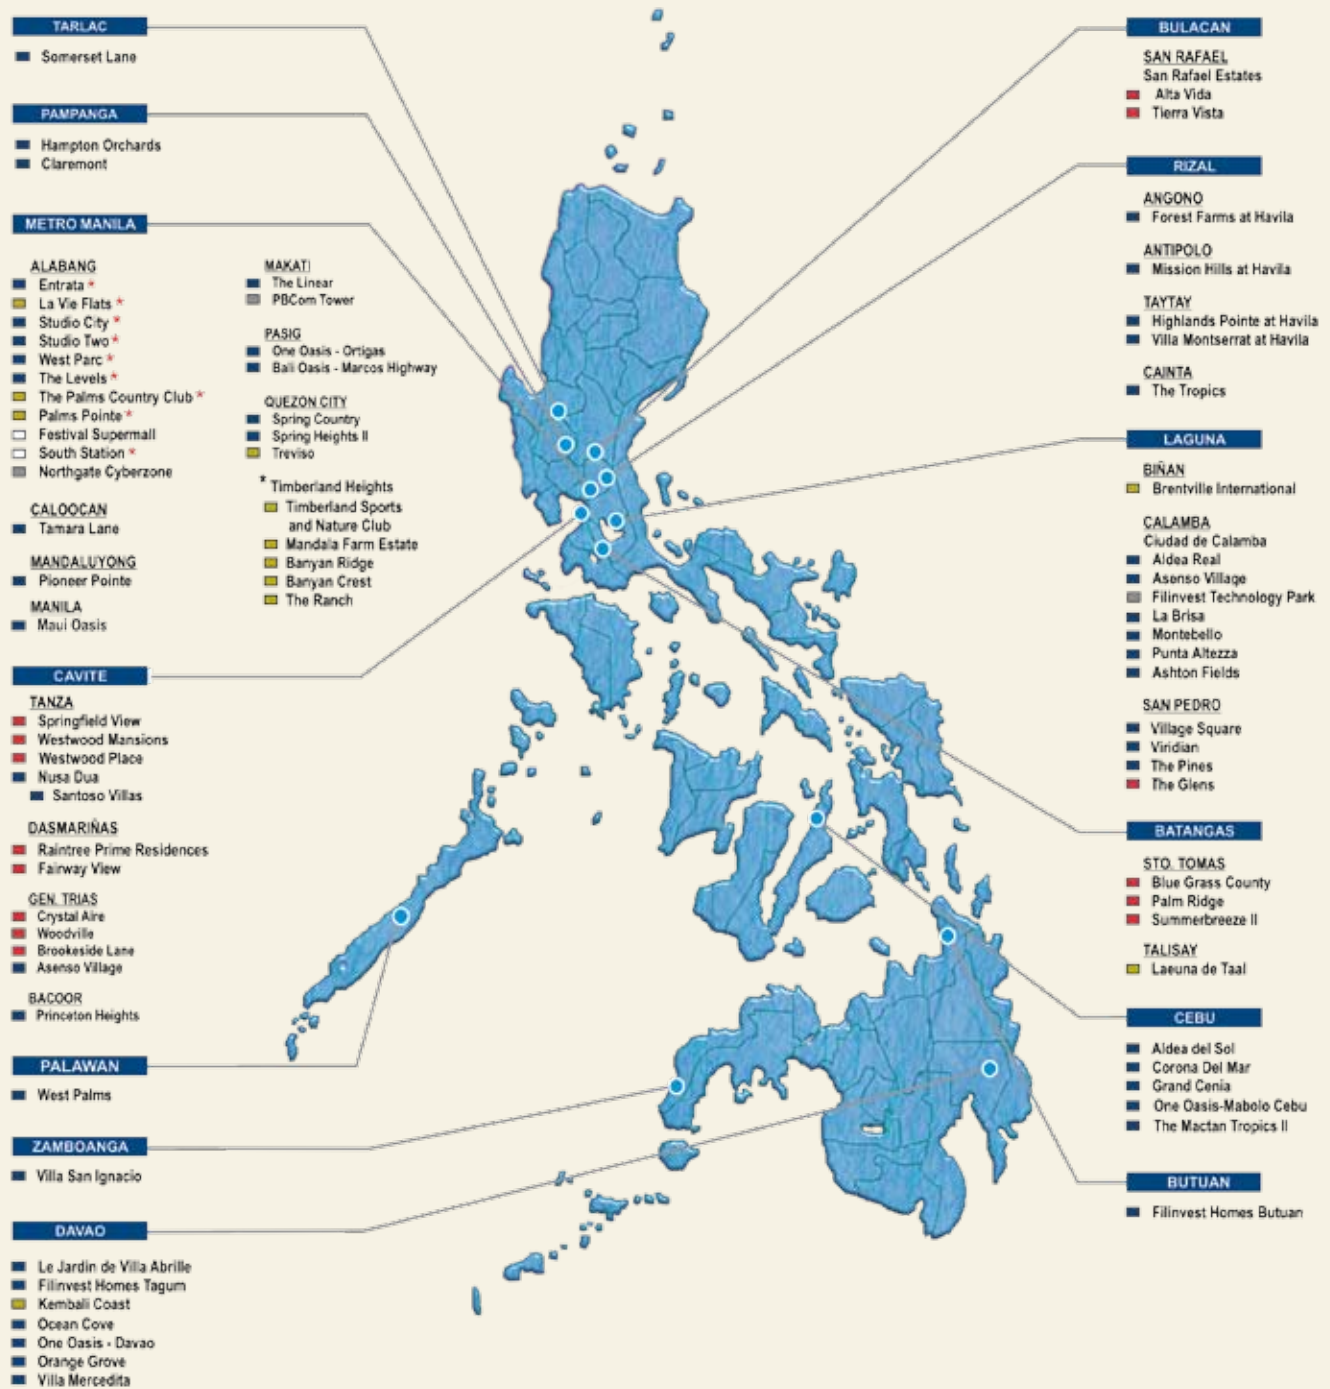 TARLAC
Somerset Lane
PAMPANGA
Hampton Orchards
Claremont
METRO MANILA
ALABANG
Entrata *
La Vie Flats *
Studio City *
Studio Two *
West Parc *
The Levels *
The Palms Country Club *
Palms Pointe *
Festival Supermall
South Station *
Northgate Cyberzone
CALOOCAN
Tamara Lane
MANDALUYONG
Pioneer Pointe
MANILA
Maui Oasis
MAKATI
The Linear
PBCom Tower
PASIG
One Oasis - Ortigas
Bali Oasis - Marcos Highway
QUEZON CITY
Spring Country
Spring Heights II
Treviso
* Timberland Heights
Timberland Sports
and Nature Club
Mandala Farm Estate
Banyan Ridge
Banyan Crest
The Ranch
CAVITE
TANZA
Springfield View
Westwood Mansions
Westwood Place
Nusa Dua
Santoso Villas
DASMARIÑAS
Raintree Prime Residences
Fairway View
GEN. TRIAS
Crystal Aire
Woodville
Brookeside Lane
Asenso Village
BACOOR
Princeton Heights
PALAWAN
West Palms
ZAMBOANGA
Villa San Ignacio
DAVAO
Le Jardin de Villa Abrille
Filinvest Homes Tagum
Kembali Coast
Ocean Cove
One Oasis - Davao
Orange Grove
Villa Mercedita
BULACAN
SAN RAFAEL
San Rafael Estates
Alta Vida
Tierra Vista
RIZAL
ANGONO
Forest Farms at Havila
ANTIPOLO
Mission Hills at Havila
TAYTAY
Highlands Pointe at Havila
Villa Montserrat at Havila
CAINTA
The Tropics
LAGUNA
BIÑAN
Brentville International
CALAMBA
Ciudad de Calamba
Aldea Real
Asenso Village
Filinvest Technology Park
La Brisa
Montebello
Punta Altezza
Ashton Fields
SAN PEDRO
Village Square
Viridian
The Pines
The Glens
BATANGAS
STO. TOMAS
Blue Grass County
Palm Ridge
Summerbreeze II
TALISAY
Laeuna de Taal
CEBU
Aldea del Sol
Corona Del Mar
Grand Cenia
One Oasis-Mabolo Cebu
The Mactan Tropics II
BUTUAN
Filinvest Homes Butuan